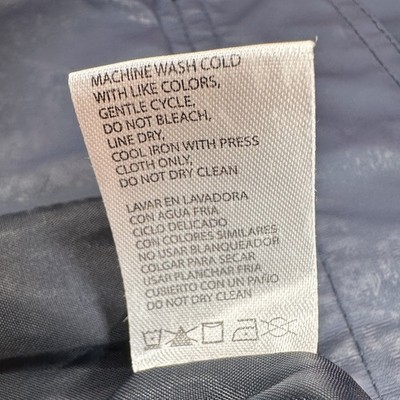 MACHINE WASH COLD
WITH LIKE COLORS,
GENTLE CYCLE,
DO NOT BLEACH,
LINE DRY,
COOL IRON WITH PRESS
CLOTH ONLY,
DO NOT DRY CLEAN
LAVAR EN LAVADORA
CON AGUA FRIA
CICLO DELICADO
CON COLORES SIMILARES
NO USAR BLANQUEADOR
COLGAR PARA SECAR
USAR PLANCHAR FRIA
CUBIERTO CON UN PAÑO
DO NOT DRY CLEAN